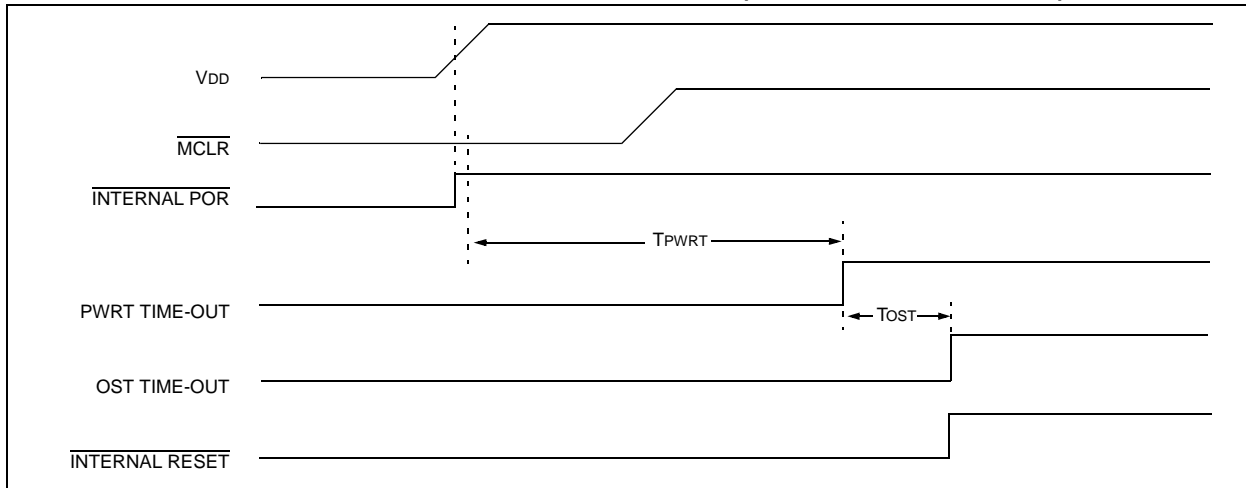 VDD
MCLR
INTERNAL POR
TPWRT
PWRT TIME-OUT
TOST
OST TIME-OUT
INTERNAL RESET